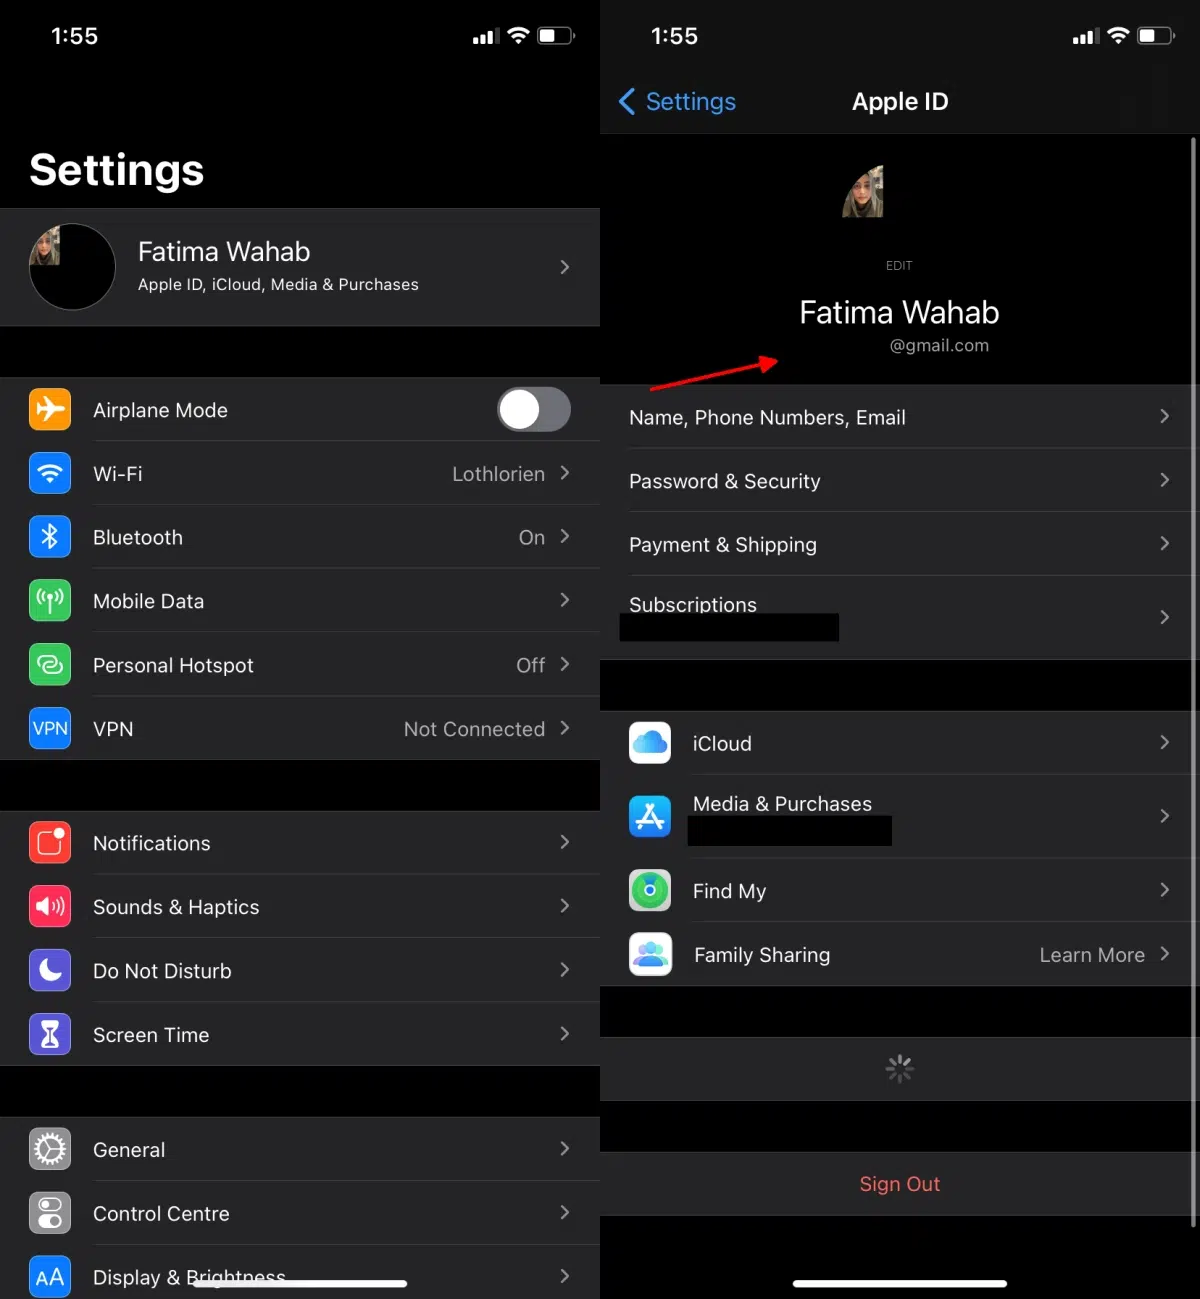 1:55
Settings
Fatima Wahab
Apple ID, iCloud, Media & Purchases
Airplane Mode
Wi-Fi Lothlorien
Bluetooth On
Mobile Data
Personal Hotspot Off
VPN VPN Not Connected
Notifications
Sounds & Haptics
Do Not Disturb
Screen Time
General
Control Centre
AA Display & Brightness
1:55
Settings Apple ID
EDIT
Fatima Wahab
@gmail.com
Name, Phone Numbers, Email
Password & Security
Payment & Shipping
Subscriptions
iCloud
Media & Purchases
Find My
Family Sharing Learn More
Sign Out